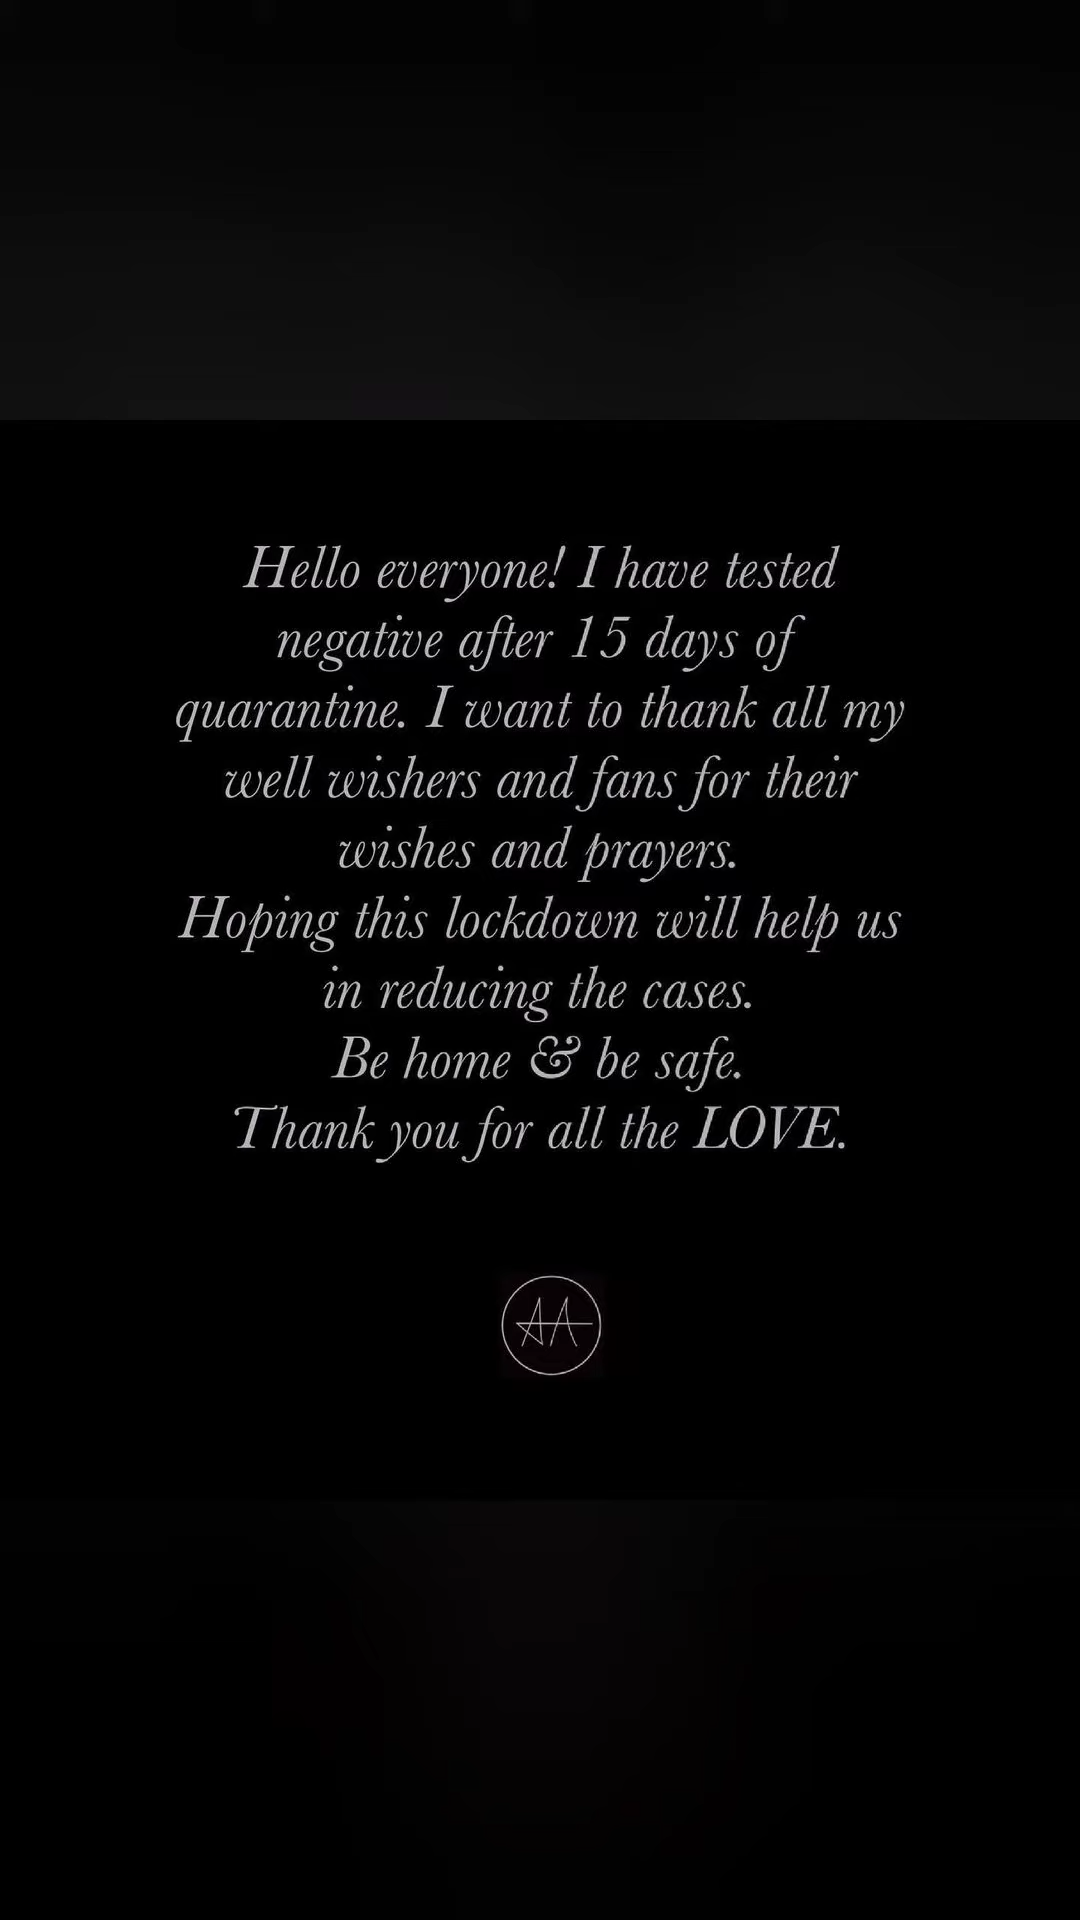 Hello everyone! I have tested
negative after 15 days of
quarantine. I want to thank all my
well wishers and fans for their
wishes and prayers.
Hoping this lockdown will help us
in reducing the cases.
Be home & be safe.
Thank you for all the LOVE.
AA